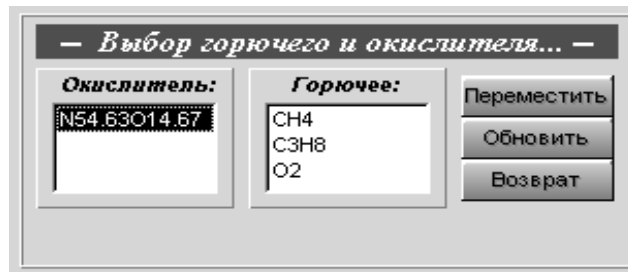 — Выбор горючего и окислителя... —
Окислитель:
N54.63O14.67
Горючее:
CH4
C3H8
O2
Переместить
Обновить
Возврат